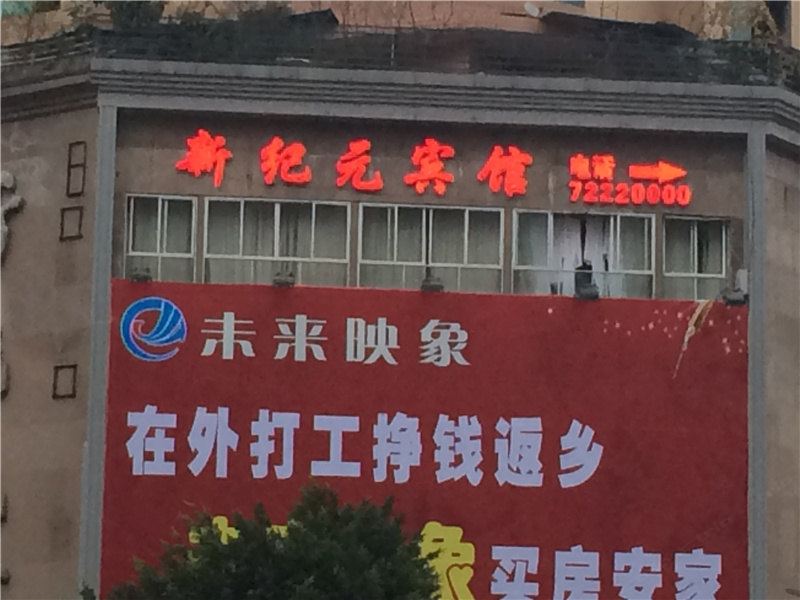 新纪元宾馆
电话
72220000
未来映象
在外打工挣钱返乡
象买房安家